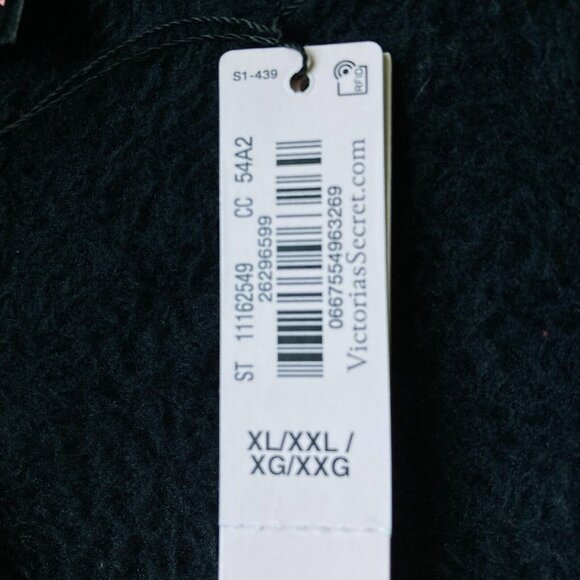 S1-439
RFID
ST 11162549 CC 54A2
26296599
0667554963269
VictoriasSecret.com
XL/XXL /
XG/XXG